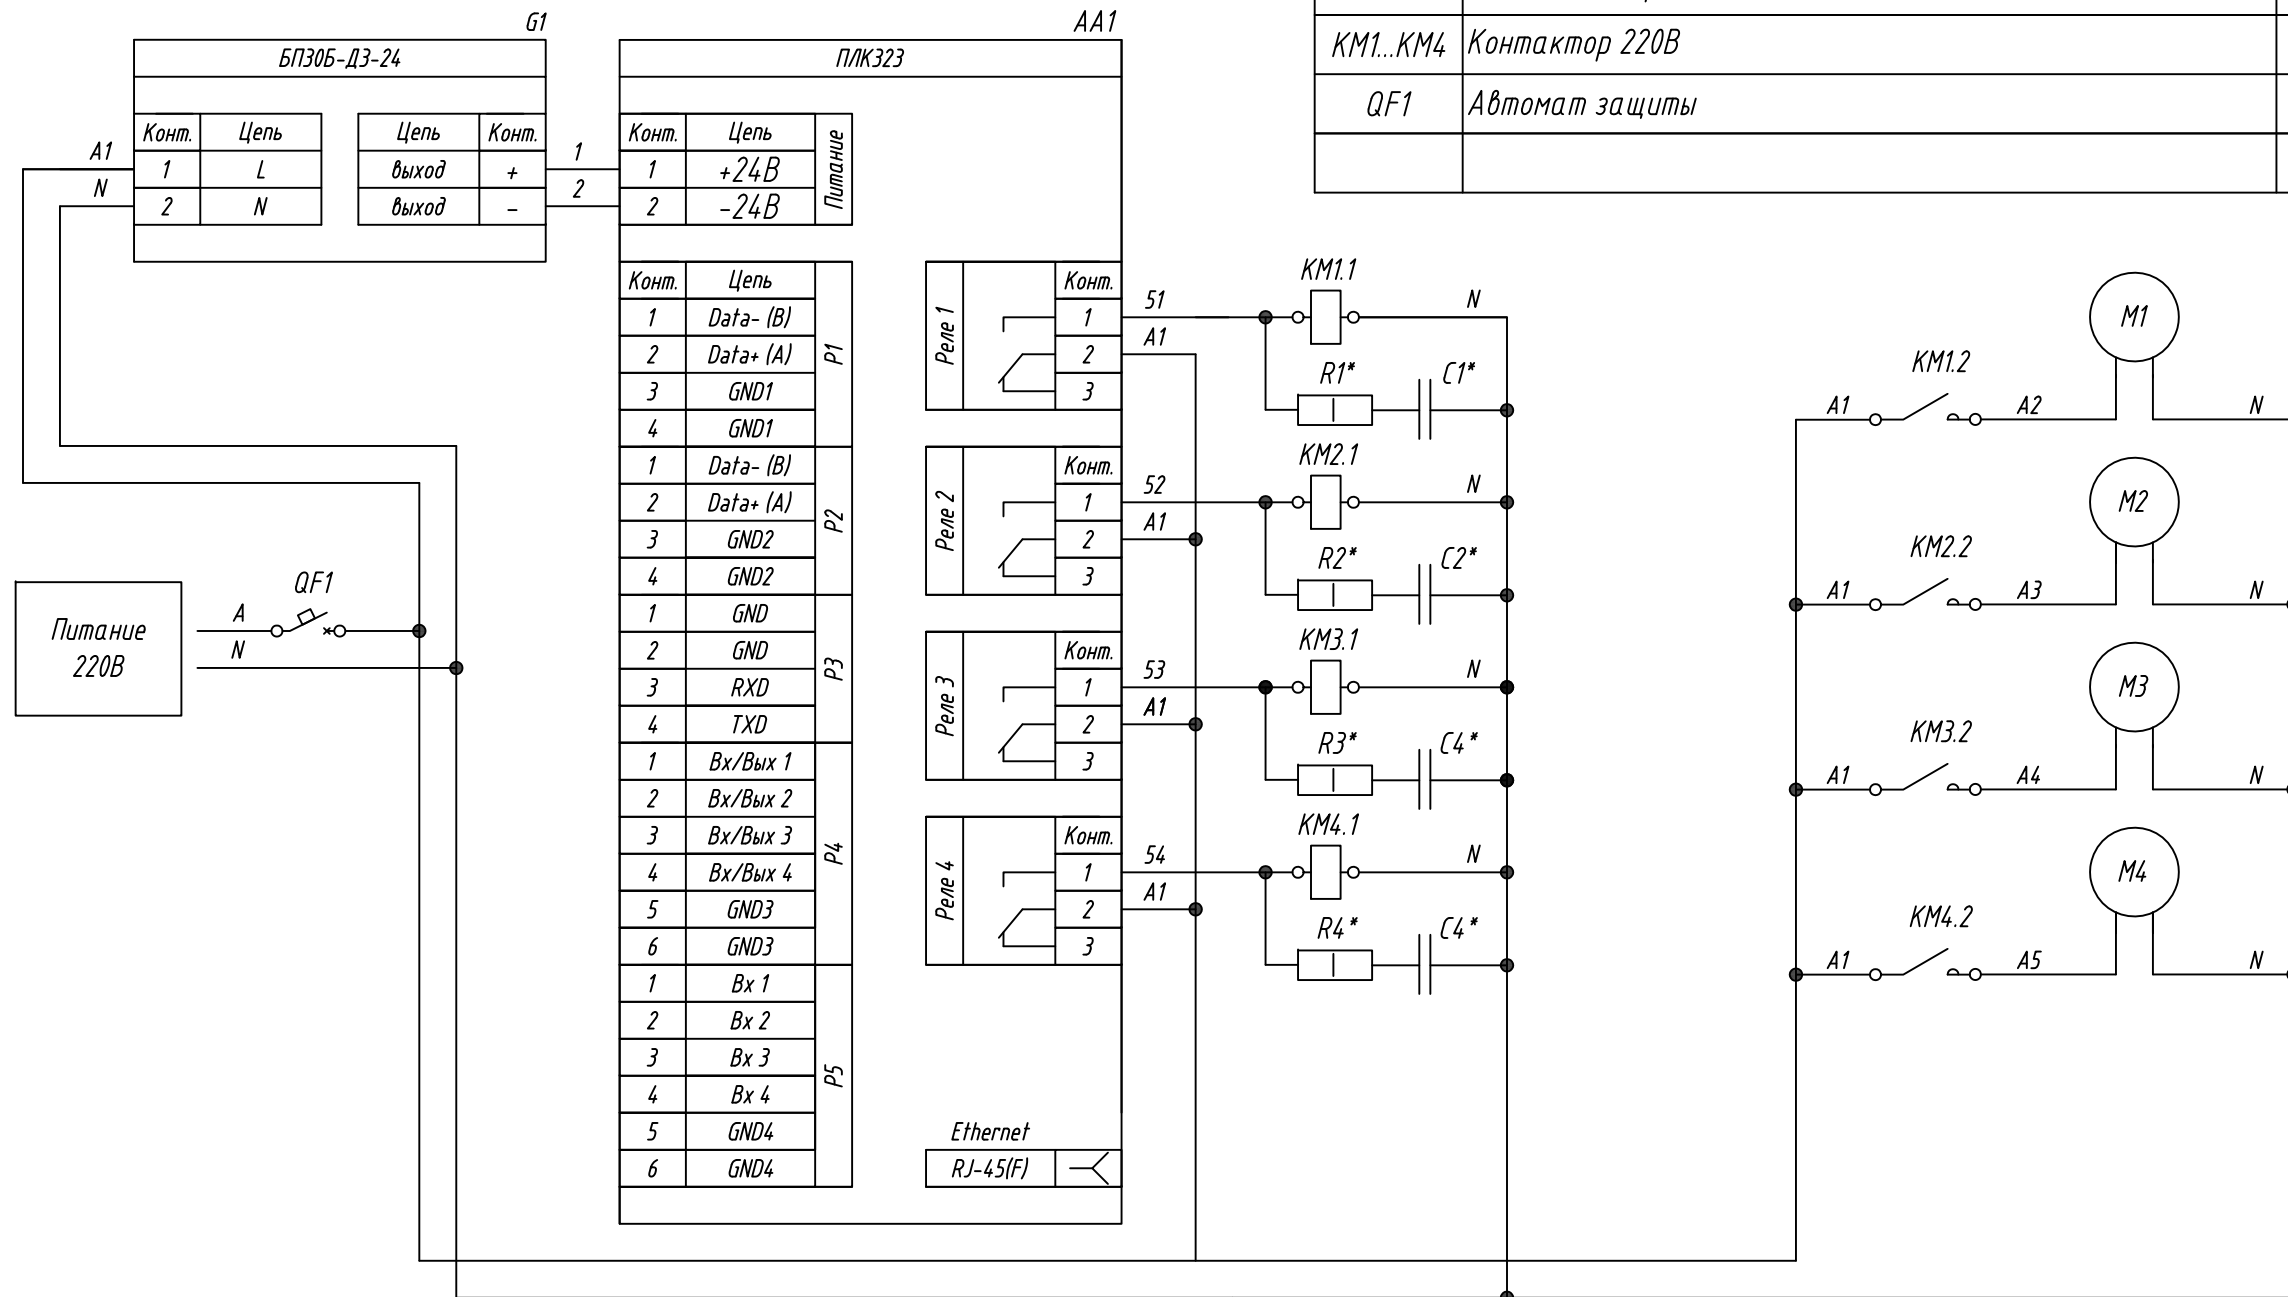 КМ1...КМ4 Контактор 220В
QF1 Автомат защиты
G1
БП30Б-Д3-24
Конт. Цепь Цепь Конт.
A1 1 L выход + 1
N 2 N выход - 2
AA1
ПЛК323
Конт. Цепь
1 +24В
2 -24В
Питание
Конт. Цепь
1 Data- (B)
2 Data+ (A)
3 GND1
4 GND1
P1
1 Data- (B)
2 Data+ (A)
3 GND2
4 GND2
P2
1 GND
2 GND
3 RXD
4 TXD
P3
1 Вх/Вых 1
2 Вх/Вых 2
3 Вх/Вых 3
4 Вх/Вых 4
5 GND3
6 GND3
P4
1 Вх 1
2 Вх 2
3 Вх 3
4 Вх 4
5 GND4
6 GND4
P5
Реле 1
Конт.
1 51
2 A1
3
Реле 2
Конт.
1 52
2 A1
3
Реле 3
Конт.
1 53
2 A1
3
Реле 4
Конт.
1 54
2 A1
3
Ethernet
RJ-45(F)
КМ1.1
N
R1* C1*
КМ2.1
N
R2* C2*
КМ3.1
N
R3* C4*
КМ4.1
N
R4* C4*
M1
КМ1.2
A1 A2 N
M2
КМ2.2
A1 A3 N
M3
КМ3.2
A1 A4 N
M4
КМ4.2
A1 A5 N
Питание
220В
QF1
A
N